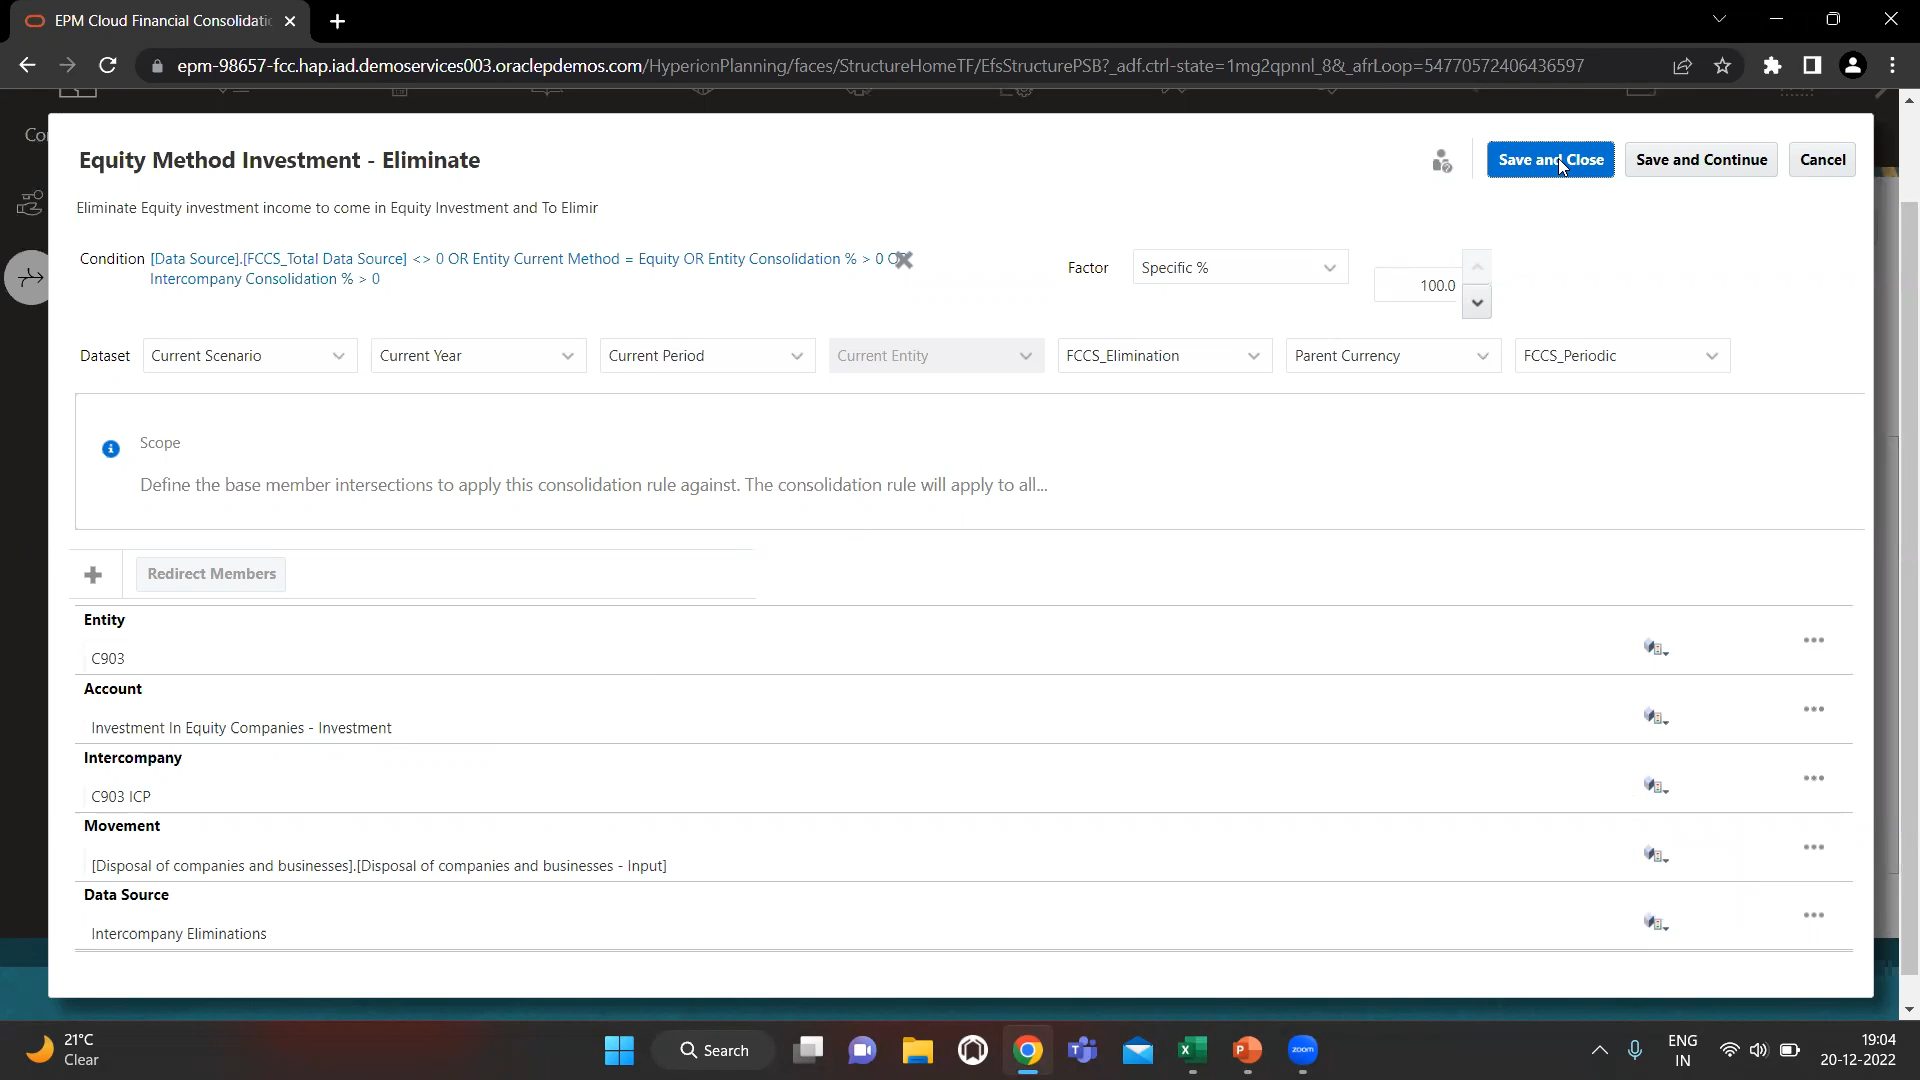 EPM Cloud Financial Consolidatic
epm-98657-fcc.hap.iad.demoservices003.oraclepdemos.com/HyperionPlanning/faces/StructureHomeTF/EfsStructurePSB?_adf.ctrl-state=1mg2qpnnl_8&_afrLoop=54770572406436597
Equity Method Investment - Eliminate
Save and Close
Save and Continue
Cancel
Eliminate Equity investment income to come in Equity Investment and To Elimir
Condition [Data Source].[FCCS_Total Data Source] <> 0 OR Entity Current Method = Equity OR Entity Consolidation % > 0
Intercompany Consolidation % > 0
Factor
Specific %
100.0
Dataset
Current Scenario
Current Year
Current Period
Current Entity
FCCS_Elimination
Parent Currency
FCCS_Periodic
Scope
Define the base member intersections to apply this consolidation rule against. The consolidation rule will apply to all...
Redirect Members
Entity
C903
Account
Investment In Equity Companies - Investment
Intercompany
C903 ICP
Movement
[Disposal of companies and businesses].[Disposal of companies and businesses - Input]
Data Source
Intercompany Eliminations
21°C
Clear
Search
zoom
ENG
IN
19:04
20-12-2022